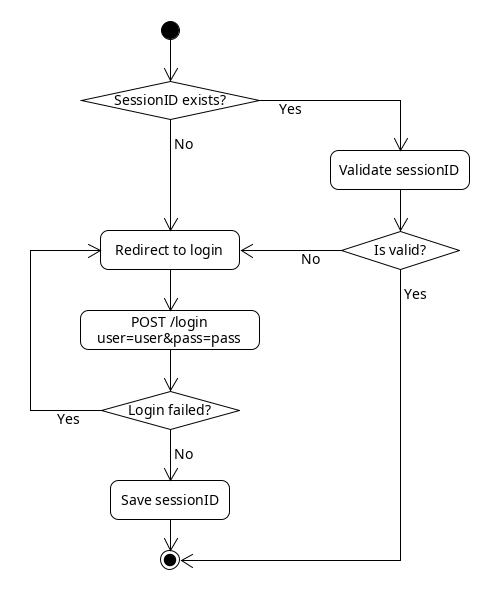 SessionID exists?
Yes
No
Validate sessionID
Redirect to login
Is valid?
No
Yes
POST /login
user=user&pass=pass
Login failed?
Yes
No
Save sessionID